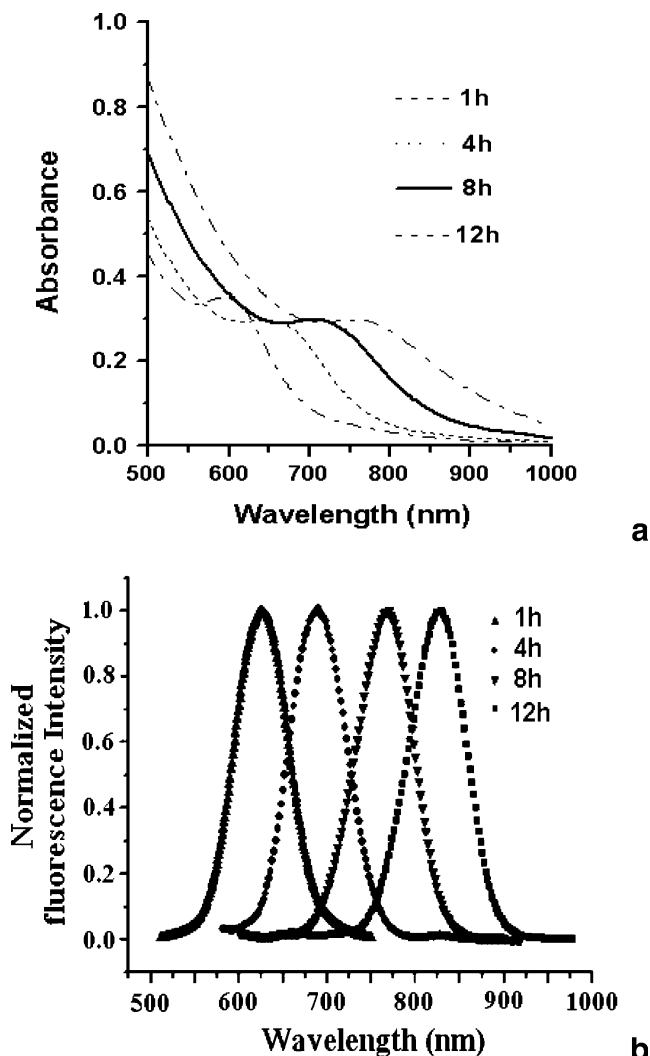 1.0
0.8
0.6
0.4
0.2
0.0
Absorbance
1h
4h
8h
12h
500 600 700 800 900 1000
Wavelength (nm)
a
1.0
0.8
0.6
0.4
0.2
0.0
Normalized
fluorescence Intensity
1h
4h
8h
12h
500 600 700 800 900 1000
Wavelength (nm)
b